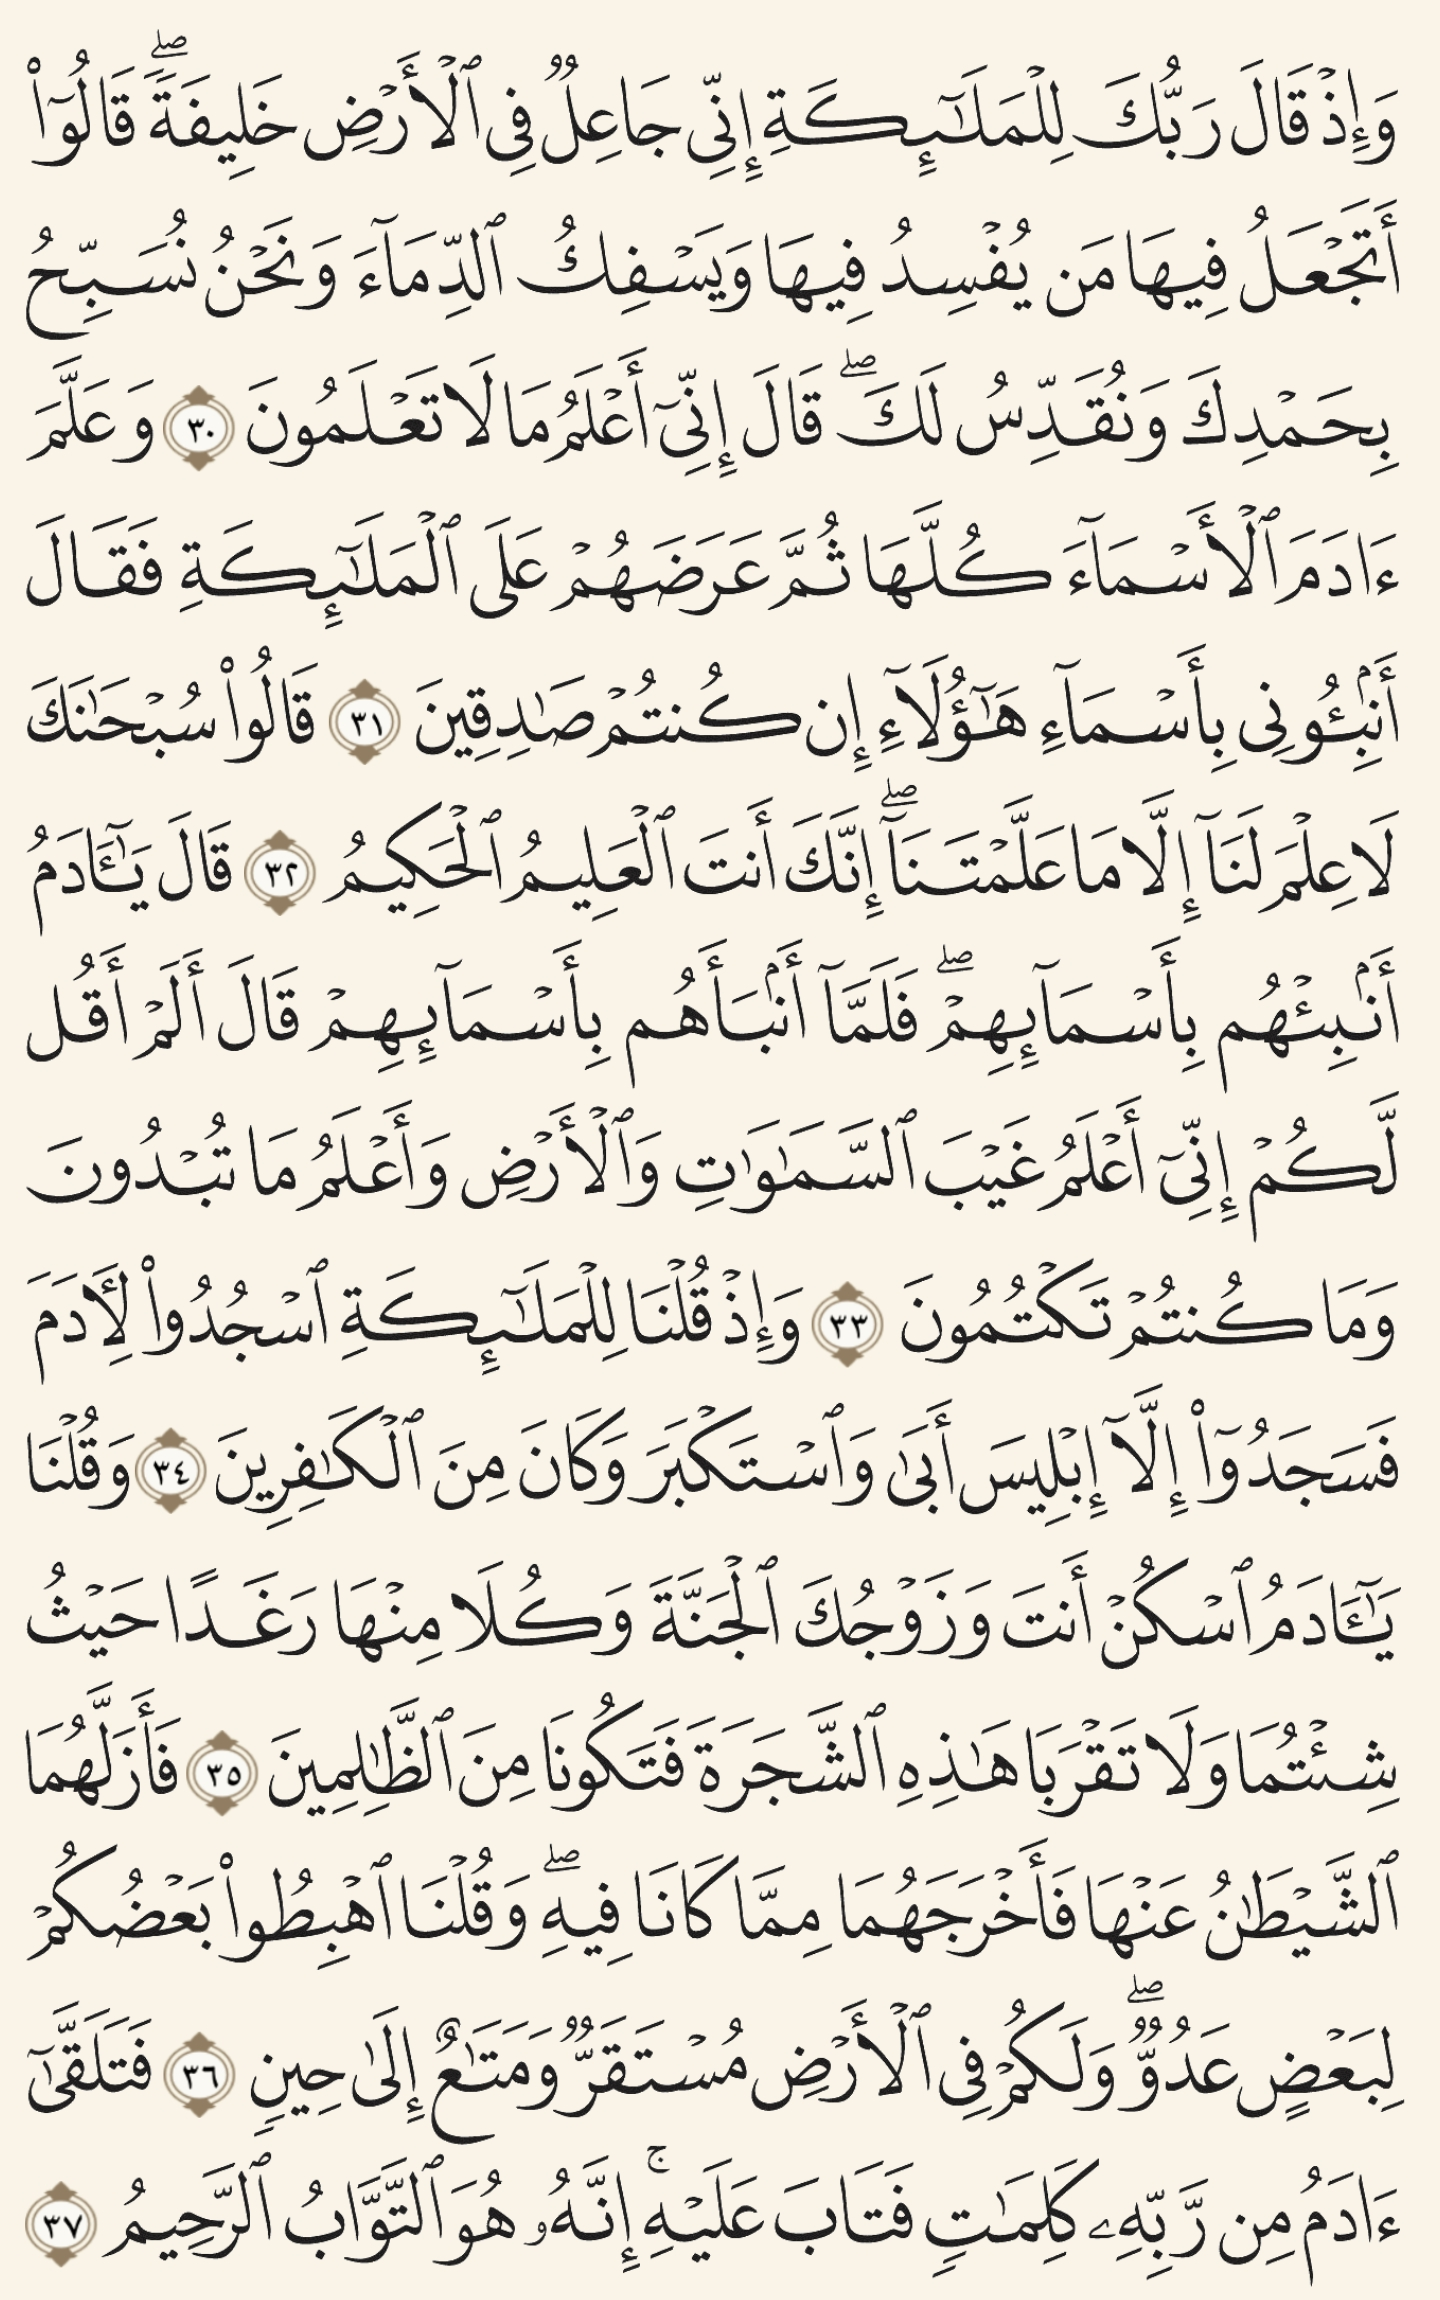 وَإِذْ قَالَ رَبُّكَ لِلْمَلَٰٓئِكَةِ إِنِّى جَاعِلٌ فِى ٱلْأَرْضِ خَلِيفَةً ۖ قَالُوٓا۟
أَتَجْعَلُ فِيهَا مَن يُفْسِدُ فِيهَا وَيَسْفِكُ ٱلدِّمَآءَ وَنَحْنُ نُسَبِّحُ
بِحَمْدِكَ وَنُقَدِّسُ لَكَ ۖ قَالَ إِنِّىٓ أَعْلَمُ مَا لَا تَعْلَمُونَ ٣٠ وَعَلَّمَ
ءَادَمَ ٱلْأَسْمَآءَ كُلَّهَا ثُمَّ عَرَضَهُمْ عَلَى ٱلْمَلَٰٓئِكَةِ فَقَالَ
أَنۢبِـُٔونِى بِأَسْمَآءِ هَٰٓؤُلَآءِ إِن كُنتُمْ صَٰدِقِينَ ٣١ قَالُوا۟ سُبْحَٰنَكَ
لَا عِلْمَ لَنَآ إِلَّا مَا عَلَّمْتَنَآ ۖ إِنَّكَ أَنتَ ٱلْعَلِيمُ ٱلْحَكِيمُ ٣٢ قَالَ يَٰٓـَٔادَمُ
أَنۢبِئْهُم بِأَسْمَآئِهِمْ ۖ فَلَمَّآ أَنۢبَأَهُم بِأَسْمَآئِهِمْ قَالَ أَلَمْ أَقُل
لَّكُمْ إِنِّىٓ أَعْلَمُ غَيْبَ ٱلسَّمَٰوَٰتِ وَٱلْأَرْضِ وَأَعْلَمُ مَا تُبْدُونَ
وَمَا كُنتُمْ تَكْتُمُونَ ٣٣ وَإِذْ قُلْنَا لِلْمَلَٰٓئِكَةِ ٱسْجُدُوا۟ لِـَٔادَمَ
فَسَجَدُوٓا۟ إِلَّآ إِبْلِيسَ أَبَىٰ وَٱسْتَكْبَرَ وَكَانَ مِنَ ٱلْكَٰفِرِينَ ٣٤ وَقُلْنَا
يَٰٓـَٔادَمُ ٱسْكُنْ أَنتَ وَزَوْجُكَ ٱلْجَنَّةَ وَكُلَا مِنْهَا رَغَدًا حَيْثُ
شِئْتُمَا وَلَا تَقْرَبَا هَٰذِهِ ٱلشَّجَرَةَ فَتَكُونَا مِنَ ٱلظَّٰلِمِينَ ٣٥ فَأَزَلَّهُمَا
ٱلشَّيْطَٰنُ عَنْهَا فَأَخْرَجَهُمَا مِمَّا كَانَا فِيهِ ۖ وَقُلْنَا ٱهْبِطُوا۟ بَعْضُكُمْ
لِبَعْضٍ عَدُوٌّ ۖ وَلَكُمْ فِى ٱلْأَرْضِ مُسْتَقَرٌّ وَمَتَٰعٌ إِلَىٰ حِينٍ ٣٦ فَتَلَقَّىٰٓ
ءَادَمُ مِن رَّبِّهِۦ كَلِمَٰتٍ فَتَابَ عَلَيْهِ ۚ إِنَّهُۥ هُوَ ٱلتَّوَّابُ ٱلرَّحِيمُ ٣٧